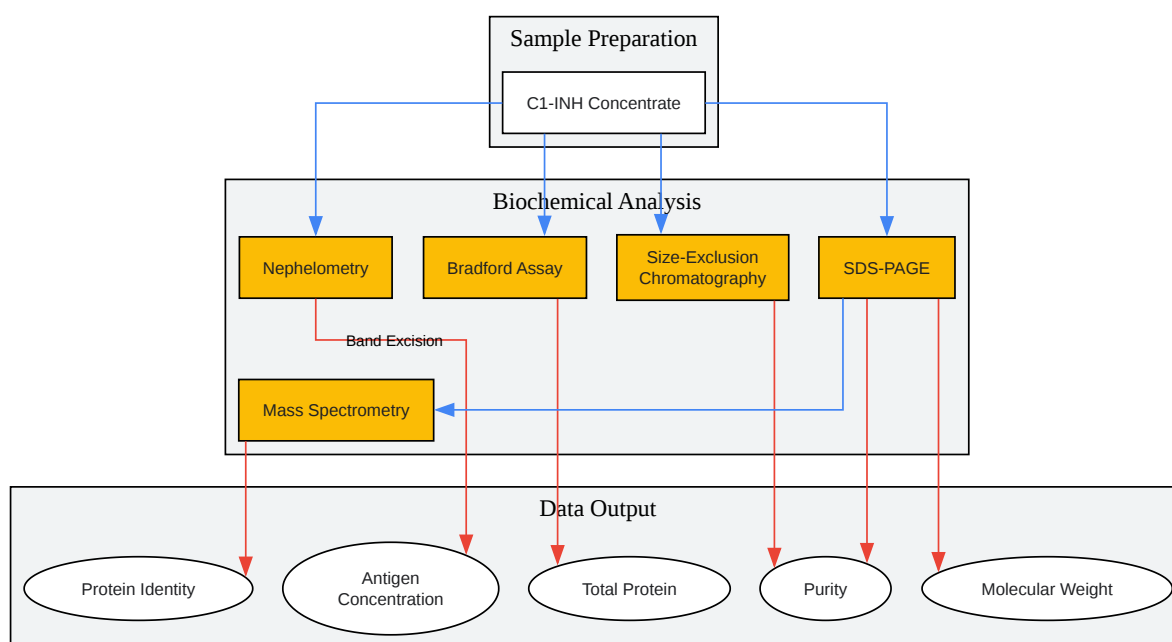 Sample Preparation
C1-INH Concentrate
Biochemical Analysis
Nephelometry
Bradford Assay
Size-Exclusion
Chromatography
SDS-PAGE
Band Excision
Mass Spectrometry
Data Output
Protein Identity
Antigen
Concentration
Total Protein
Purity
Molecular Weight